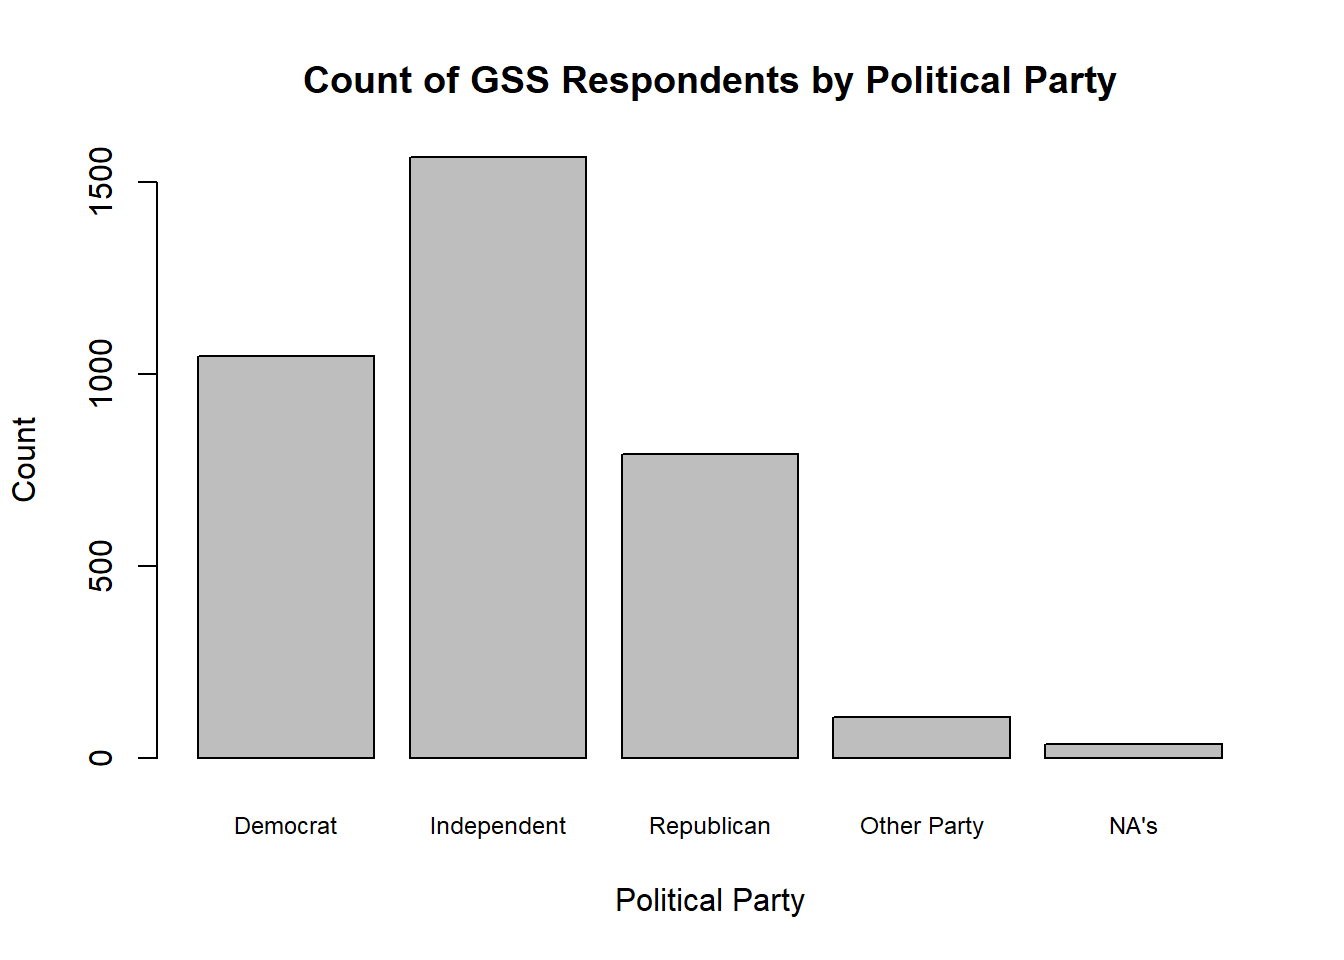 Count of GSS Respondents by Political Party
1500
1000
500
0
Count
Democrat
Independent
Republican
Other Party
NA's
Political Party